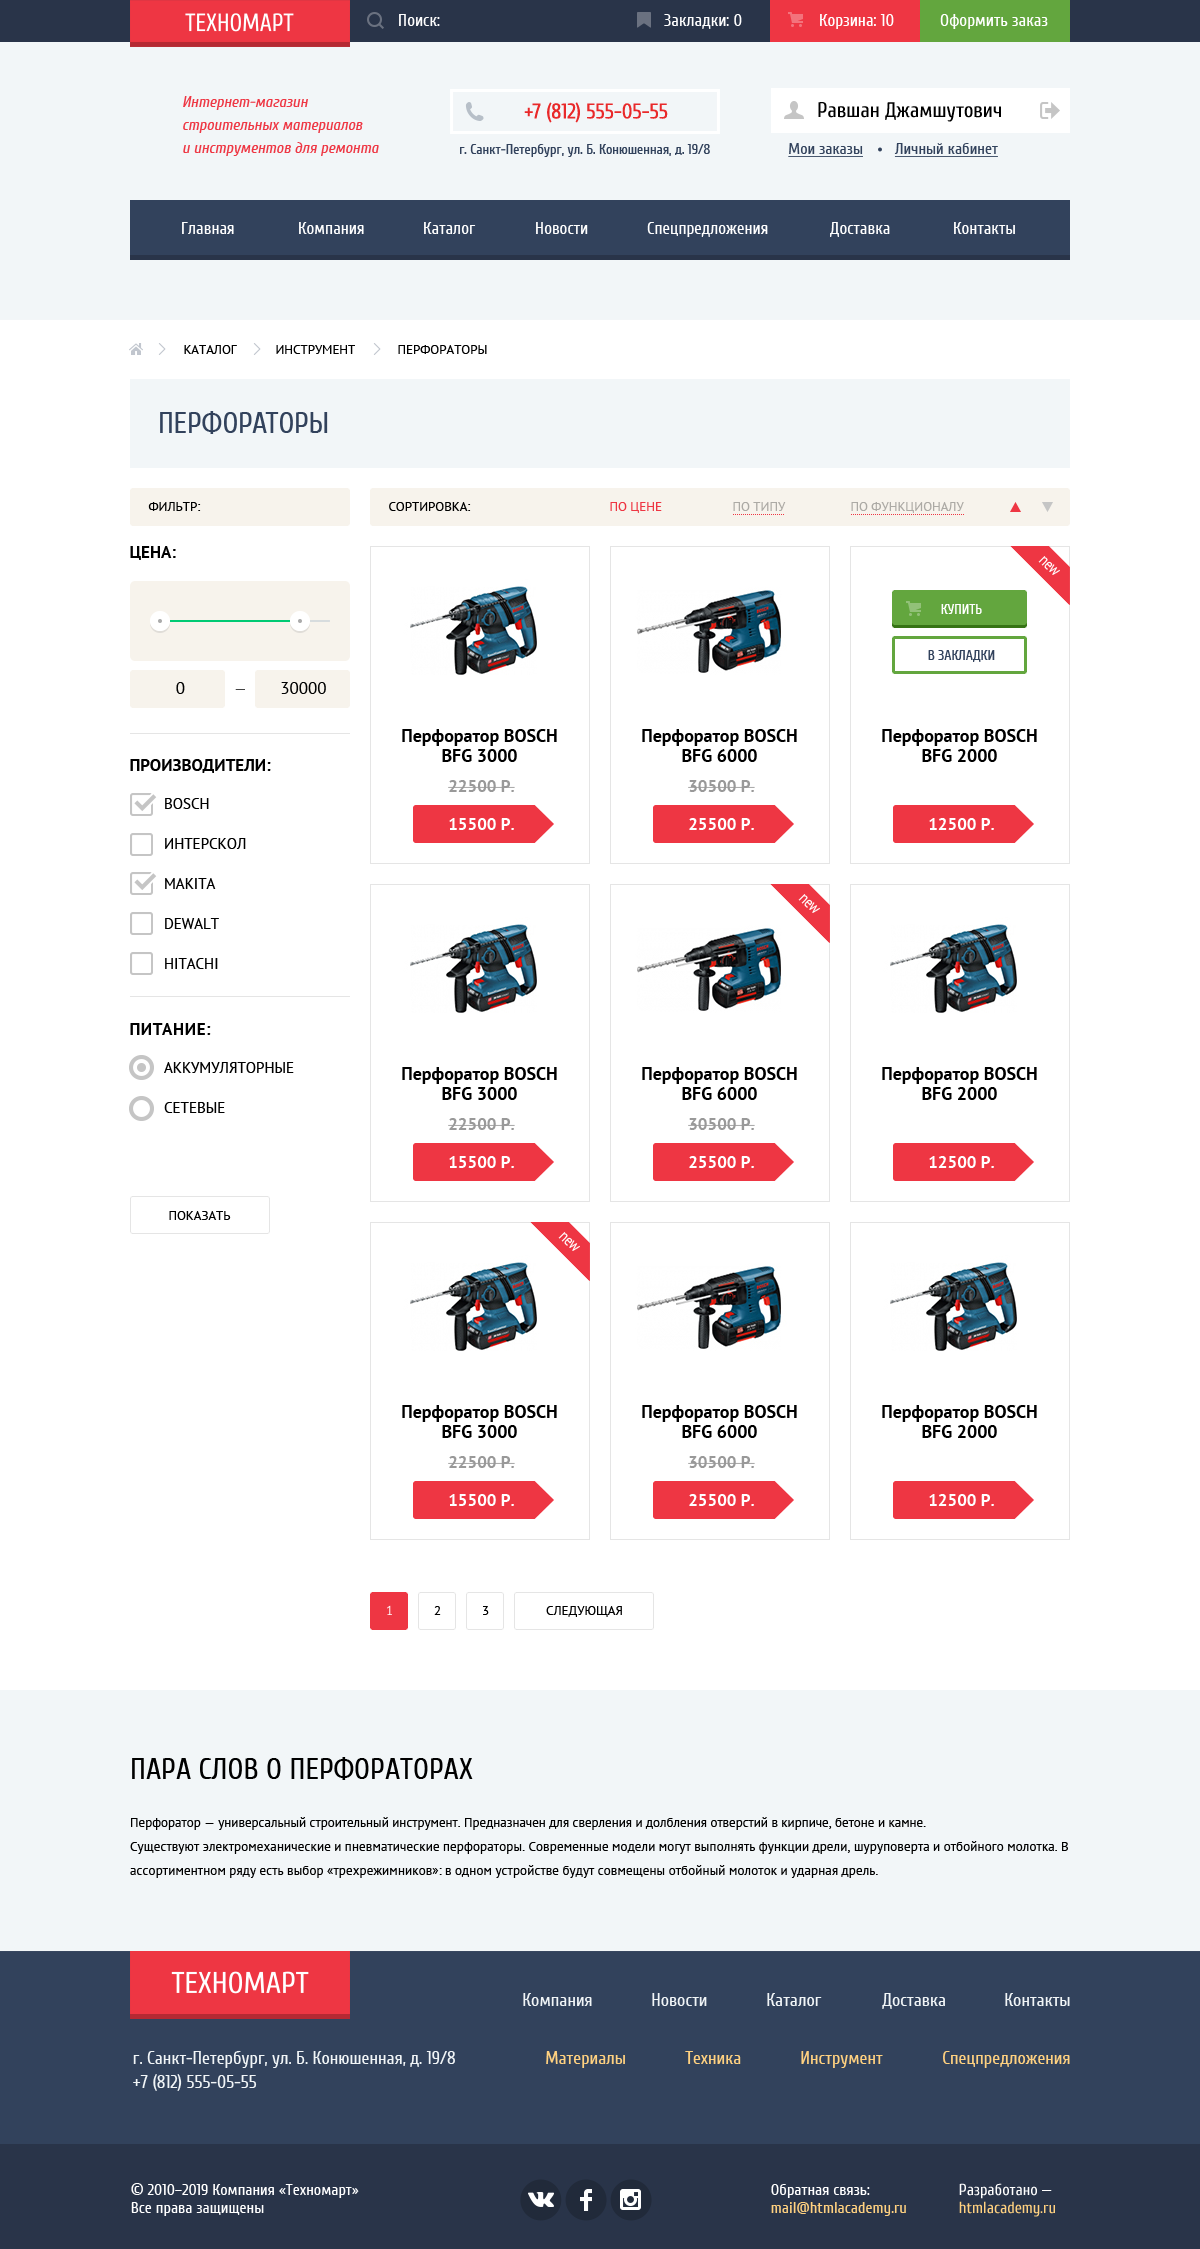 ТЕХНОМАРТ
Поиск:
Закладки: 0
Корзина: 10
Оформить заказ
Интернет-магазин
строительных материалов
и инструментов для ремонта
+7 (812) 555-05-55
г. Санкт-Петербург, ул. Б. Конюшенная, д. 19/8
Равшан Джамшутович
Мои заказы • Личный кабинет
Главная
Компания
Каталог
Новости
Спецпредложения
Доставка
Контакты
КАТАЛОГ
ИНСТРУМЕНТ
ПЕРФОРАТОРЫ
ПЕРФОРАТОРЫ
ФИЛЬТР:
ЦЕНА:
0 — 30000
ПРОИЗВОДИТЕЛИ:
BOSCH
ИНТЕРСКОЛ
MAKITA
DEWALT
HITACHI
ПИТАНИЕ:
АККУМУЛЯТОРНЫЕ
СЕТЕВЫЕ
ПОКАЗАТЬ
СОРТИРОВКА:
ПО ЦЕНЕ
ПО ТИПУ
ПО ФУНКЦИОНАЛУ
Перфоратор BOSCH
BFG 3000
22500 Р.
15500 Р.
Перфоратор BOSCH
BFG 6000
30500 Р.
25500 Р.
new
КУПИТЬ
В ЗАКЛАДКИ
Перфоратор BOSCH
BFG 2000
12500 Р.
Перфоратор BOSCH
BFG 3000
22500 Р.
15500 Р.
new
Перфоратор BOSCH
BFG 6000
30500 Р.
25500 Р.
Перфоратор BOSCH
BFG 2000
12500 Р.
new
Перфоратор BOSCH
BFG 3000
22500 Р.
15500 Р.
Перфоратор BOSCH
BFG 6000
30500 Р.
25500 Р.
Перфоратор BOSCH
BFG 2000
12500 Р.
1
2
3
СЛЕДУЮЩАЯ
ПАРА СЛОВ О ПЕРФОРАТОРАХ
Перфоратор — универсальный строительный инструмент. Предназначен для сверления и долбления отверстий в кирпиче, бетоне и камне.
Существуют электромеханические и пневматические перфораторы. Современные модели могут выполнять функции дрели, шуруповерта и отбойного молотка. В
ассортиментном ряду есть выбор «трехрежимников»: в одном устройстве будут совмещены отбойный молоток и ударная дрель.
ТЕХНОМАРТ
Компания
Новости
Каталог
Доставка
Контакты
г. Санкт-Петербург, ул. Б. Конюшенная, д. 19/8
+7 (812) 555-05-55
Материалы
Техника
Инструмент
Спецпредложения
© 2010–2019 Компания «Техномарт»
Все права защищены
Обратная связь:
mail@htmlacademy.ru
Разработано —
htmlacademy.ru